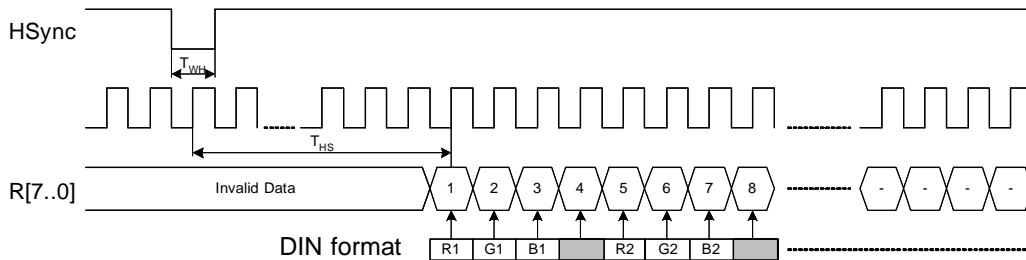 HSync
TWH
THS
R[7..0] Invalid Data 1 2 3 4 5 6 7 8 - - - -
DIN format R1 G1 B1 R2 G2 B2